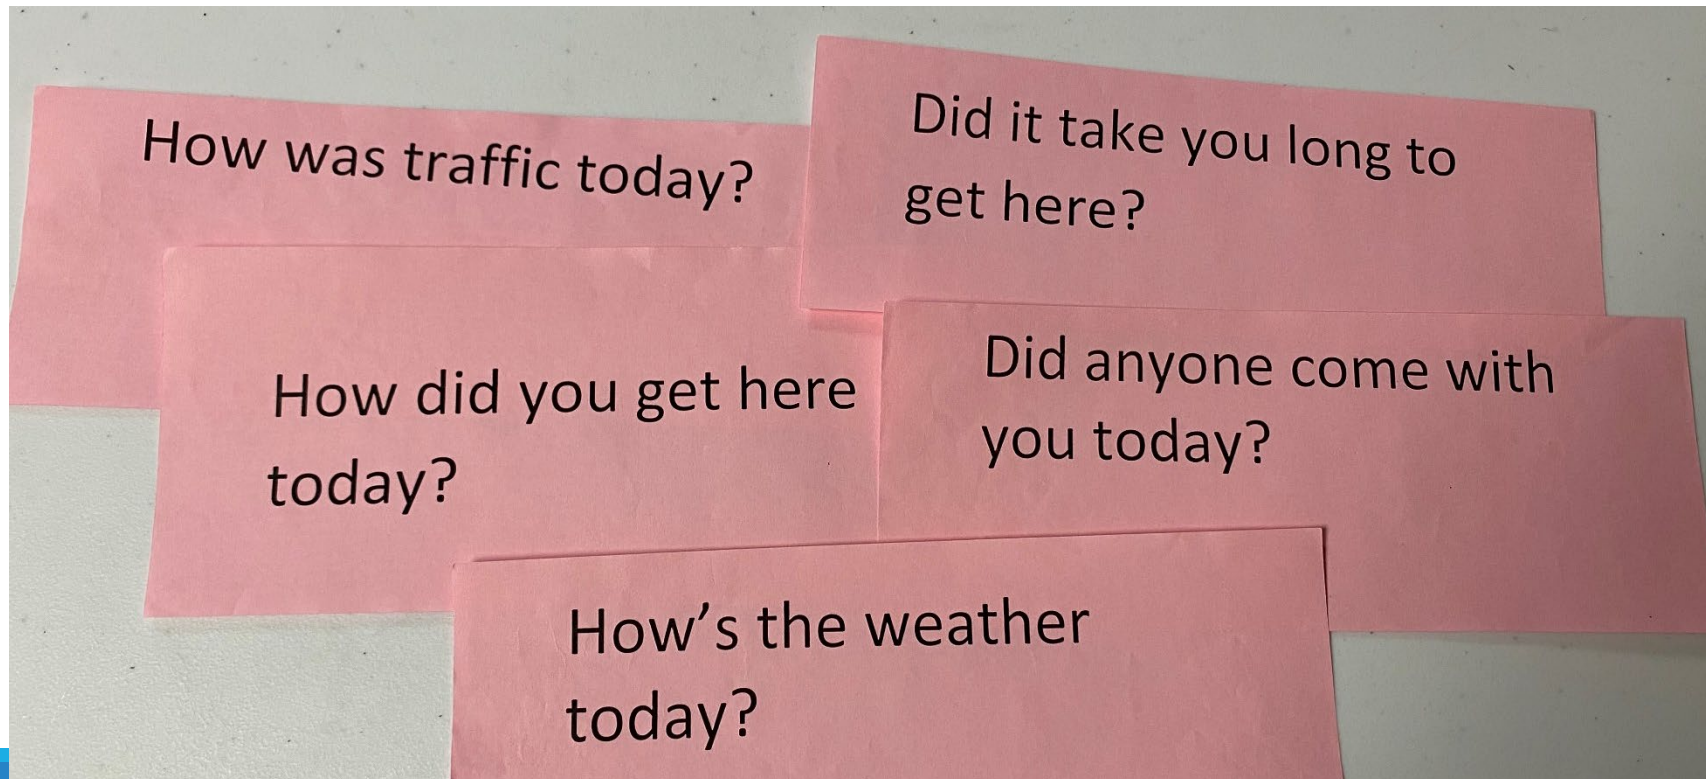 How was traffic today?
Did it take you long to
get here?
How did you get here
today?
Did anyone come with
you today?
How's the weather
today?